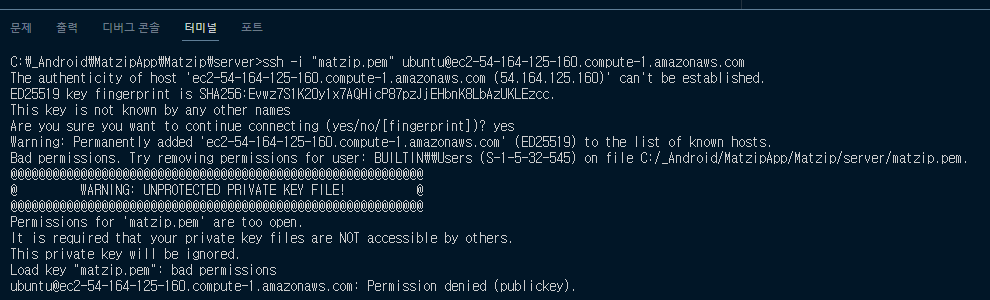 문제 출력 디버그 콘솔 터미널 포트
C:\_Android\MatzipApp\Matzip\server>ssh -i "matzip.pem" ubuntu@ec2-54-164-125-160.compute-1.amazonaws.com
The authenticity of host 'ec2-54-164-125-160.compute-1.amazonaws.com (54.164.125.160)' can't be established.
ED25519 key fingerprint is SHA256:Evwz7S1K2Oy1x7AQHicP87pzJjEHbnK8LbAzUKLEzcc.
This key is not known by any other names
Are you sure you want to continue connecting (yes/no/[fingerprint])? yes
Warning: Permanently added 'ec2-54-164-125-160.compute-1.amazonaws.com' (ED25519) to the list of known hosts.
Bad permissions. Try removing permissions for user: BUILTIN\\Users (S-1-5-32-545) on file C:/_Android/MatzipApp/Matzip/server/matzip.pem.
@@@@@@@@@@@@@@@@@@@@@@@@@@@@@@@@@@@@@@@@@@@@@@@@@@@@@@@@@@@
@         WARNING: UNPROTECTED PRIVATE KEY FILE!          @
@@@@@@@@@@@@@@@@@@@@@@@@@@@@@@@@@@@@@@@@@@@@@@@@@@@@@@@@@@@
Permissions for 'matzip.pem' are too open.
It is required that your private key files are NOT accessible by others.
This private key will be ignored.
Load key "matzip.pem": bad permissions
ubuntu@ec2-54-164-125-160.compute-1.amazonaws.com: Permission denied (publickey).